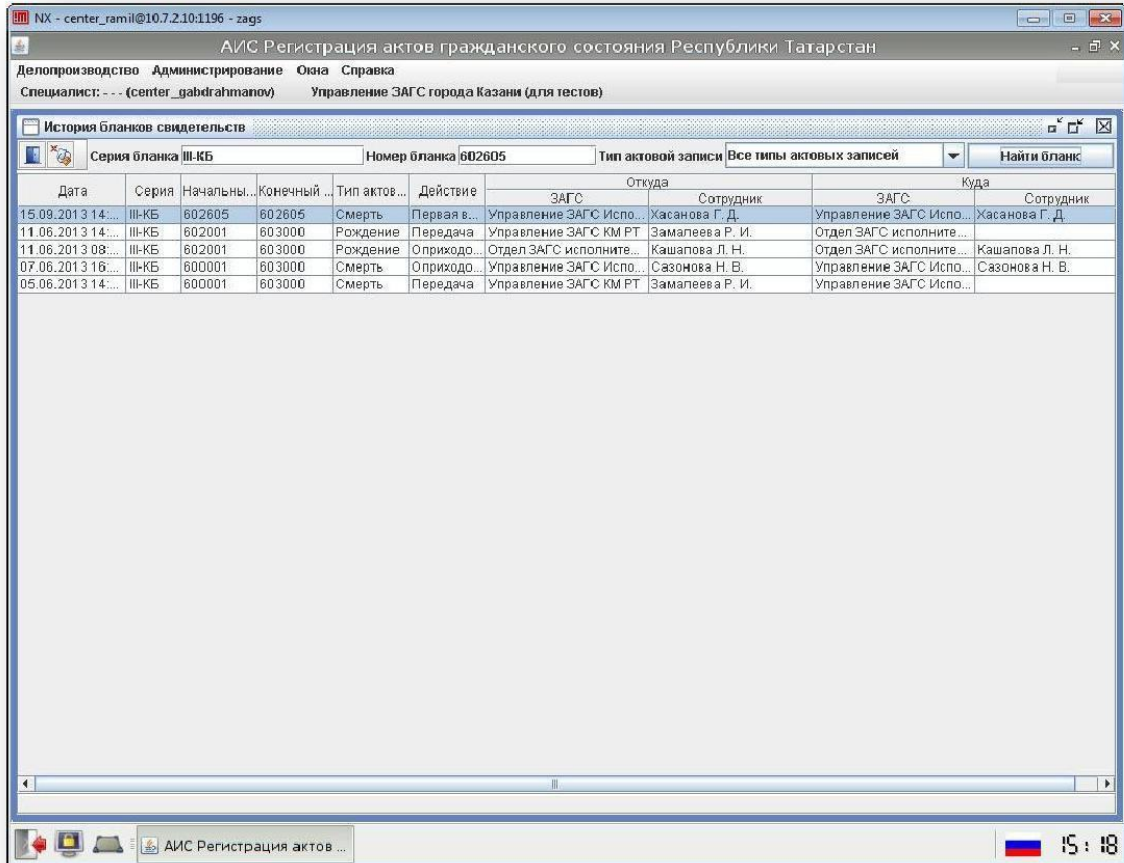 NX - center_ramil@10.7.2.10:1196 - zags
АИС Регистрация актов гражданского состояния Республики Татарстан
Делопроизводство Администрирование Окна Справка
Специалист: - - - (center_gabdrahmanov) Управление ЗАГС города Казани (для тестов)
История бланков свидетельств
Серия бланка III-КБ Номер бланка 602605 Тип актовой записи Все типы актовых записей Найти бланк
Дата Серия Начальны... Конечный ... Тип актов... Действие Откуда Куда
ЗАГС Сотрудник ЗАГС Сотрудник
15.09.2013 14:... III-КБ 602605 602605 Смерть Первая в... Управление ЗАГС Испо... Хасанова Г. Д. Управление ЗАГС Испо... Хасанова Г. Д.
11.06.2013 14:... III-КБ 602001 603000 Рождение Передача Управление ЗАГС КМ РТ Замалеева Р. И. Отдел ЗАГС исполните...
11.06.2013 08:... III-КБ 602001 603000 Рождение Оприходо... Отдел ЗАГС исполните... Кашапова Л. Н. Отдел ЗАГС исполните... Кашапова Л. Н.
07.06.2013 16:... III-КБ 600001 603000 Смерть Оприходо... Управление ЗАГС Испо... Сазонова Н. В. Управление ЗАГС Испо... Сазонова Н. В.
05.06.2013 14:... III-КБ 600001 603000 Смерть Передача Управление ЗАГС КМ РТ Замалеева Р. И. Управление ЗАГС Испо...
АИС Регистрация актов ... 15 : 18